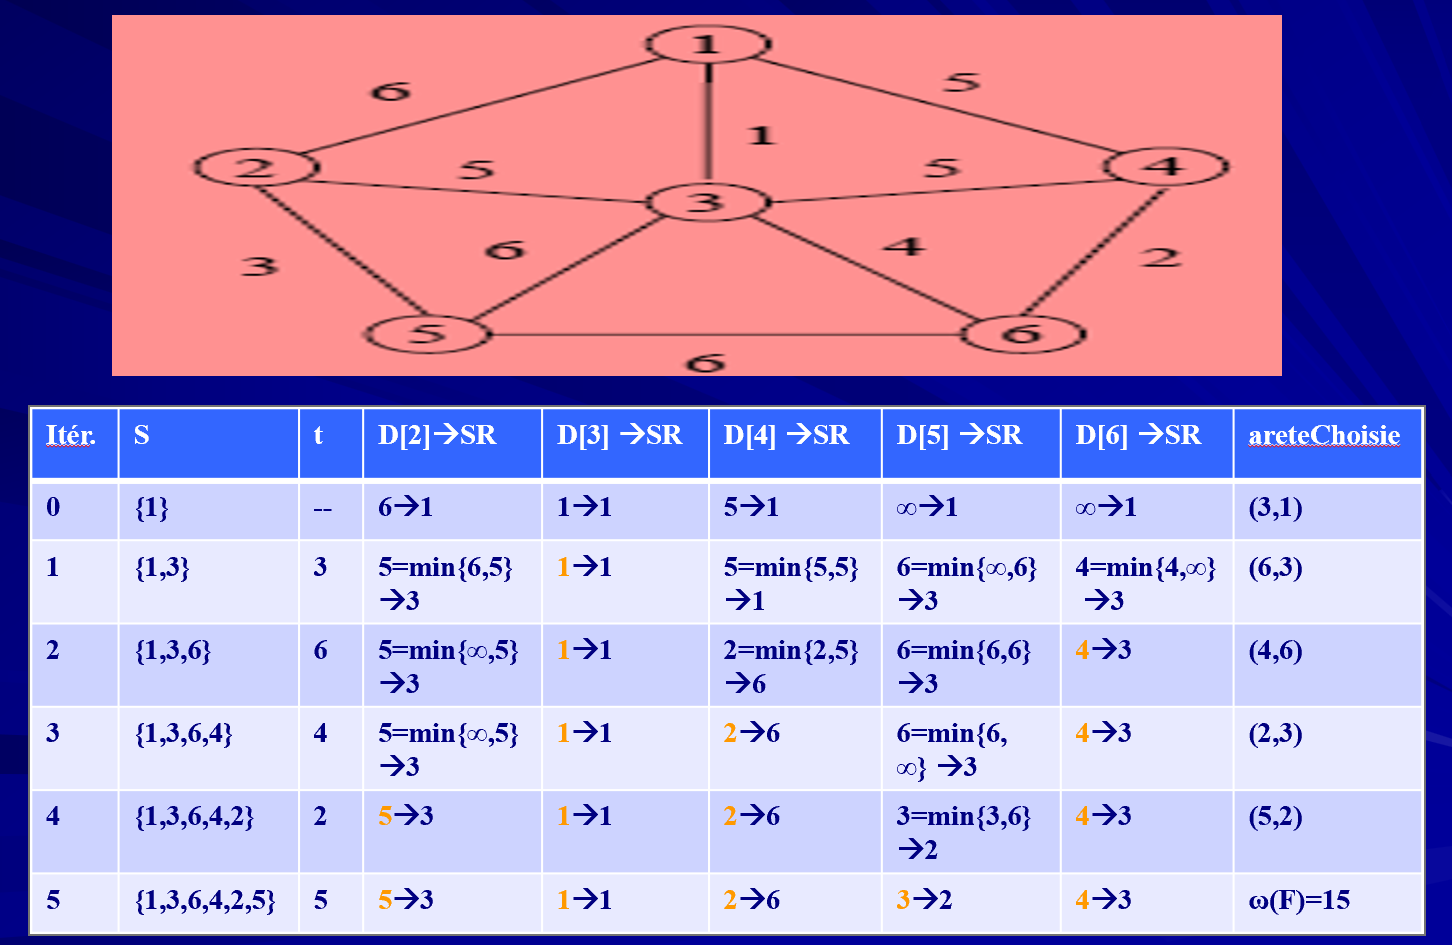 1
6
5
1
2
5
5
4
3
3
6
4
2
5
6
6
Itér. S t D[2]→SR D[3] →SR D[4] →SR D[5] →SR D[6] →SR areteChoisie
0 {1} -- 6→1 1→1 5→1 ∞→1 ∞→1 (3,1)
1 {1,3} 3 5=min{6,5} 1→1 5=min{5,5} 6=min{∞,6} 4=min{4,∞} (6,3)
→3 →1 →3 →3
2 {1,3,6} 6 5=min{∞,5} 1→1 2=min{2,5} 6=min{6,6} 4→3 (4,6)
→3 →6 →3
3 {1,3,6,4} 4 5=min{∞,5} 1→1 2→6 6=min{6, 4→3 (2,3)
→3 ∞} →3
4 {1,3,6,4,2} 2 5→3 1→1 2→6 3=min{3,6} 4→3 (5,2)
→2
5 {1,3,6,4,2,5} 5 5→3 1→1 2→6 3→2 4→3 ω(F)=15